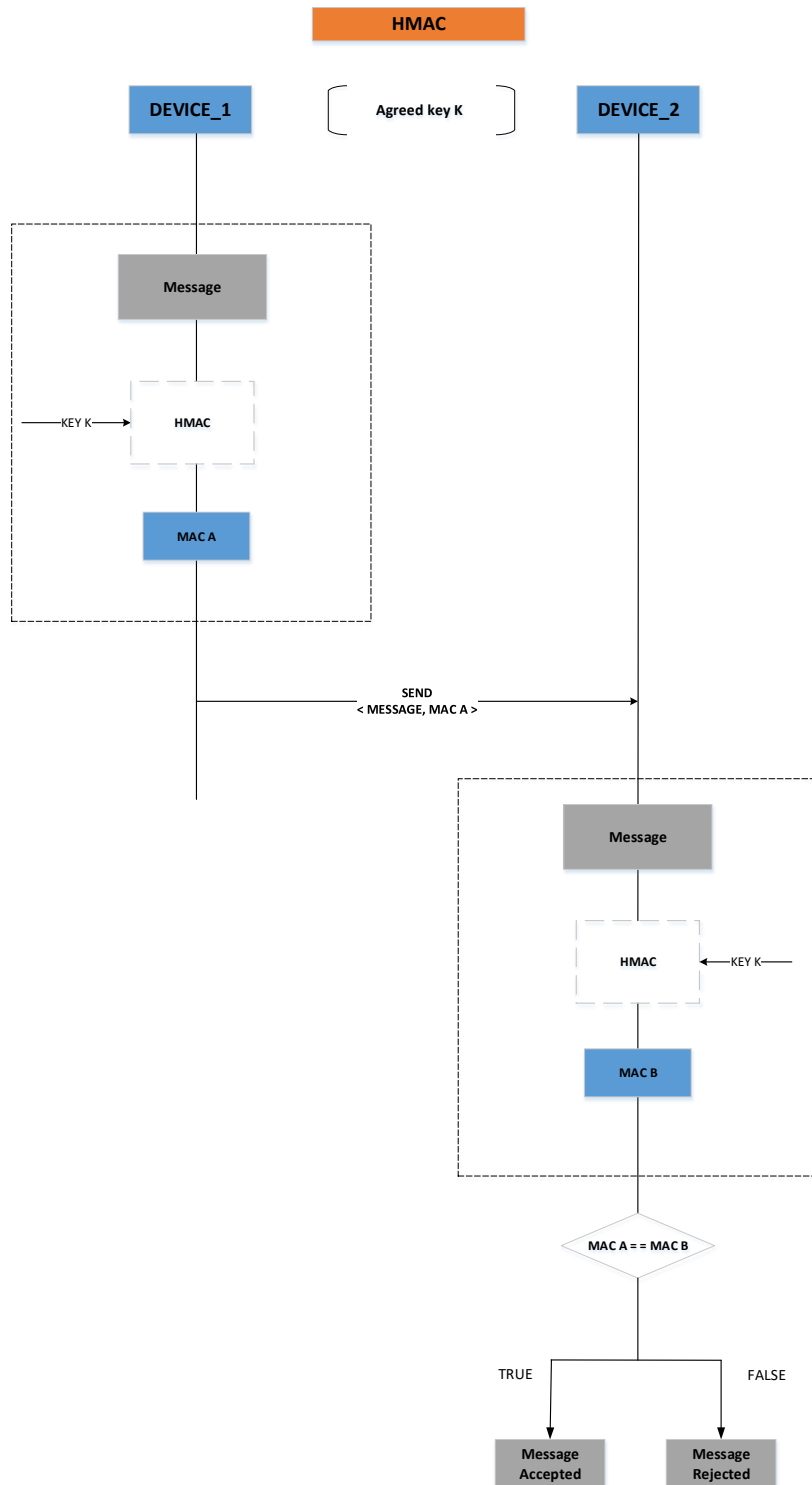 HMAC
DEVICE_1
Agreed key K
DEVICE_2
Message
KEY K
HMAC
MAC A
SEND
< MESSAGE, MAC A >
Message
HMAC
KEY K
MAC B
MAC A = = MAC B
TRUE
FALSE
Message
Accepted
Message
Rejected